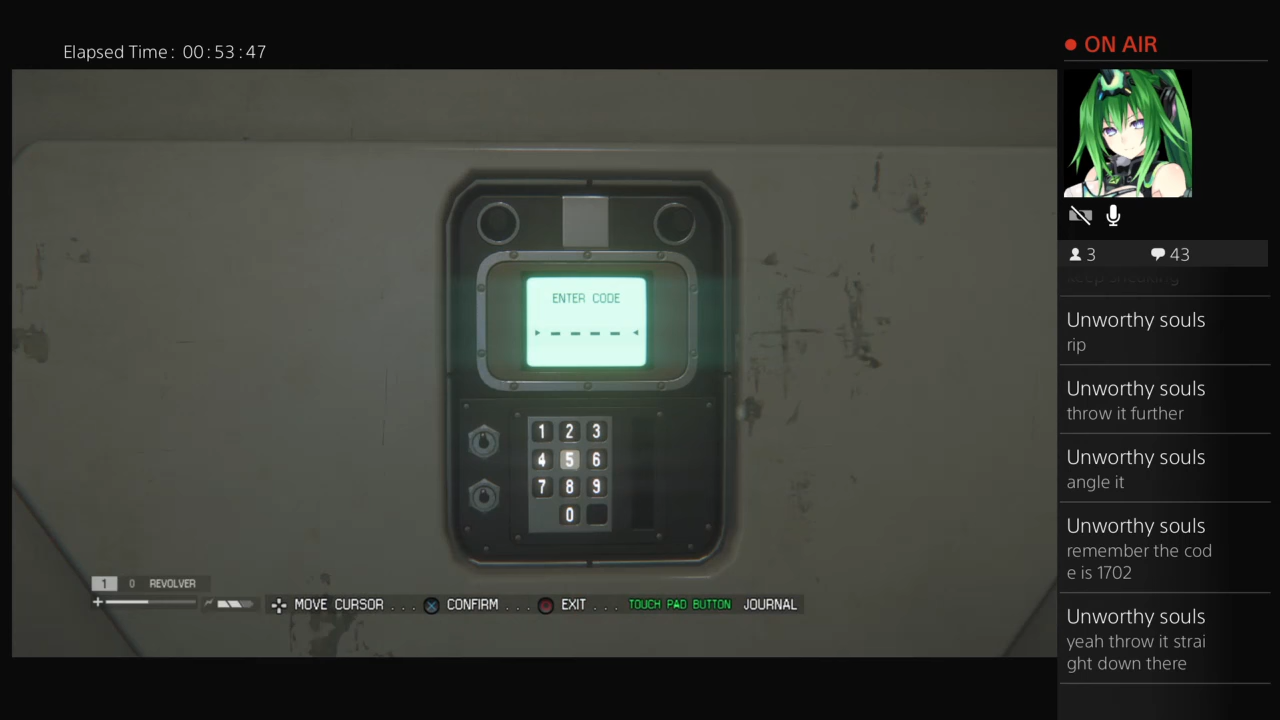 Elapsed Time: 00:53:47
ON AIR
3 43
Unworthy souls
rip
Unworthy souls
throw it further
Unworthy souls
angle it
Unworthy souls
remember the cod
e is 1702
Unworthy souls
yeah throw it strai
ght down there
ENTER CODE
1 2 3
4 5 6
7 8 9
0
1 0 REVOLVER
MOVE CURSOR . . . CONFIRM . . . EXIT . . . TOUCH PAD BUTTON JOURNAL